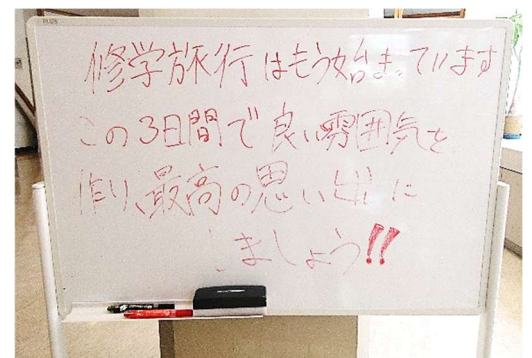 修学旅行はもう始まっています
この3日間で良い雰囲気を
作り、最高の思い出に
しましょう!!